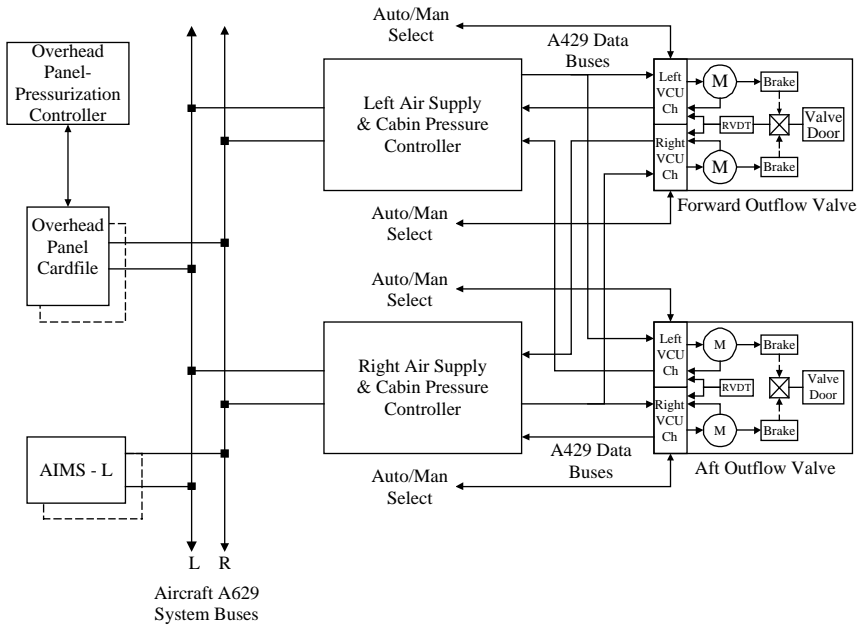 Overhead
Panel-
Pressurization
Controller
Overhead
Panel
Cardfile
AIMS - L
L R
Aircraft A629
System Buses
Auto/Man
Select
A429 Data
Buses
Left Air Supply
& Cabin Pressure
Controller
Auto/Man
Select
Left
VCU
Ch
Right
VCU
Ch
M
Brake
RVDT
Valve
Door
M
Brake
Forward Outflow Valve
Auto/Man
Select
Right Air Supply
& Cabin Pressure
Controller
A429 Data
Buses
Auto/Man
Select
Left
VCU
Ch
Right
VCU
Ch
M
Brake
RVDT
Valve
Door
M
Brake
Aft Outflow Valve